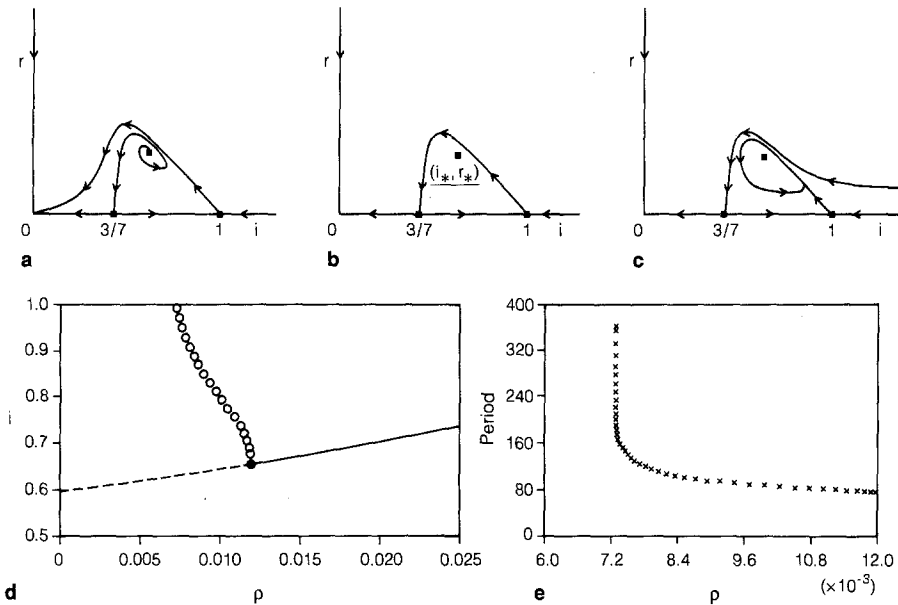 r
0
3/7
1
i
a
r
(i*, r*)
0
3/7
1
i
b
r
0
3/7
1
i
c
1.0
0.9
0.8
0.7
0.6
0.5
0
0.005
0.010
0.015
0.020
0.025
ρ
d
Period
400
320
240
160
80
0
6.0
7.2
8.4
9.6
10.8
12.0
(×10⁻³)
ρ
e